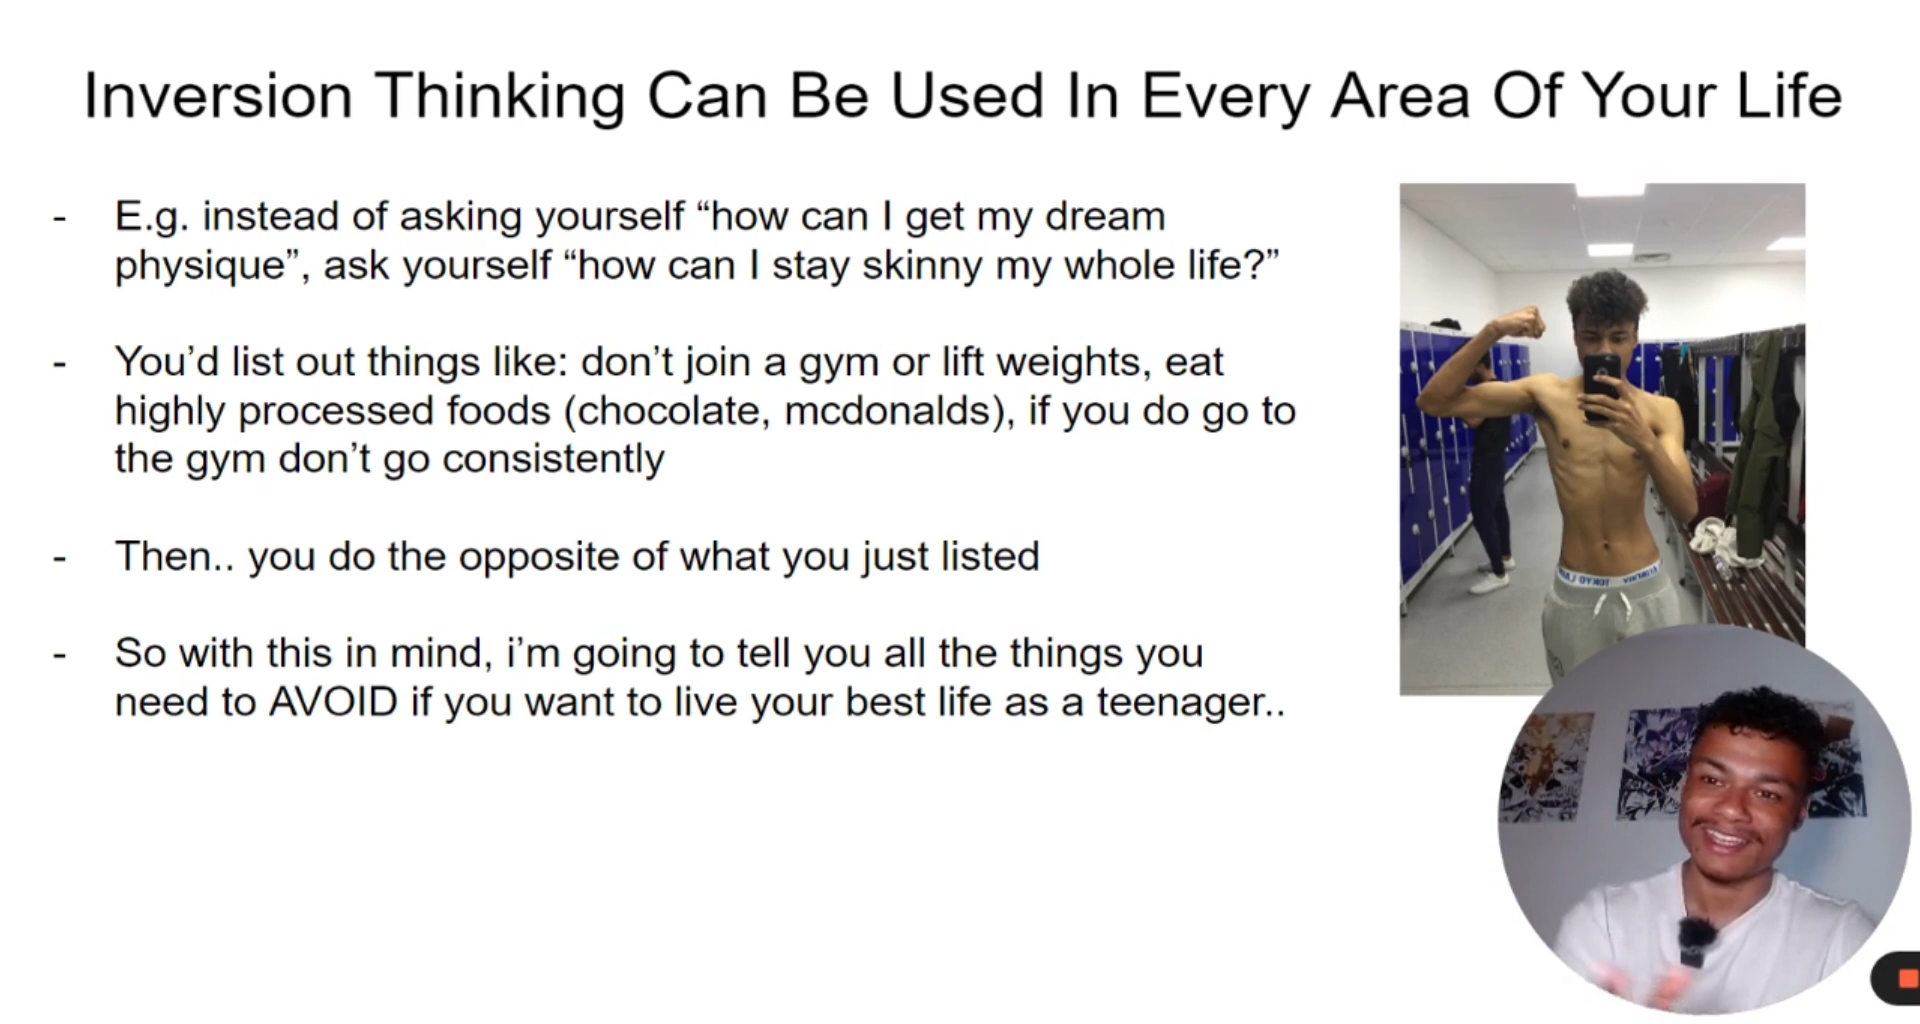 Inversion Thinking Can Be Used In Every Area Of Your Life
- E.g. instead of asking yourself “how can I get my dream
physique”, ask yourself “how can I stay skinny my whole life?”
- You’d list out things like: don’t join a gym or lift weights, eat
highly processed foods (chocolate, mcdonalds), if you do go to
the gym don’t go consistently
- Then.. you do the opposite of what you just listed
- So with this in mind, i’m going to tell you all the things you
need to AVOID if you want to live your best life as a teenager..